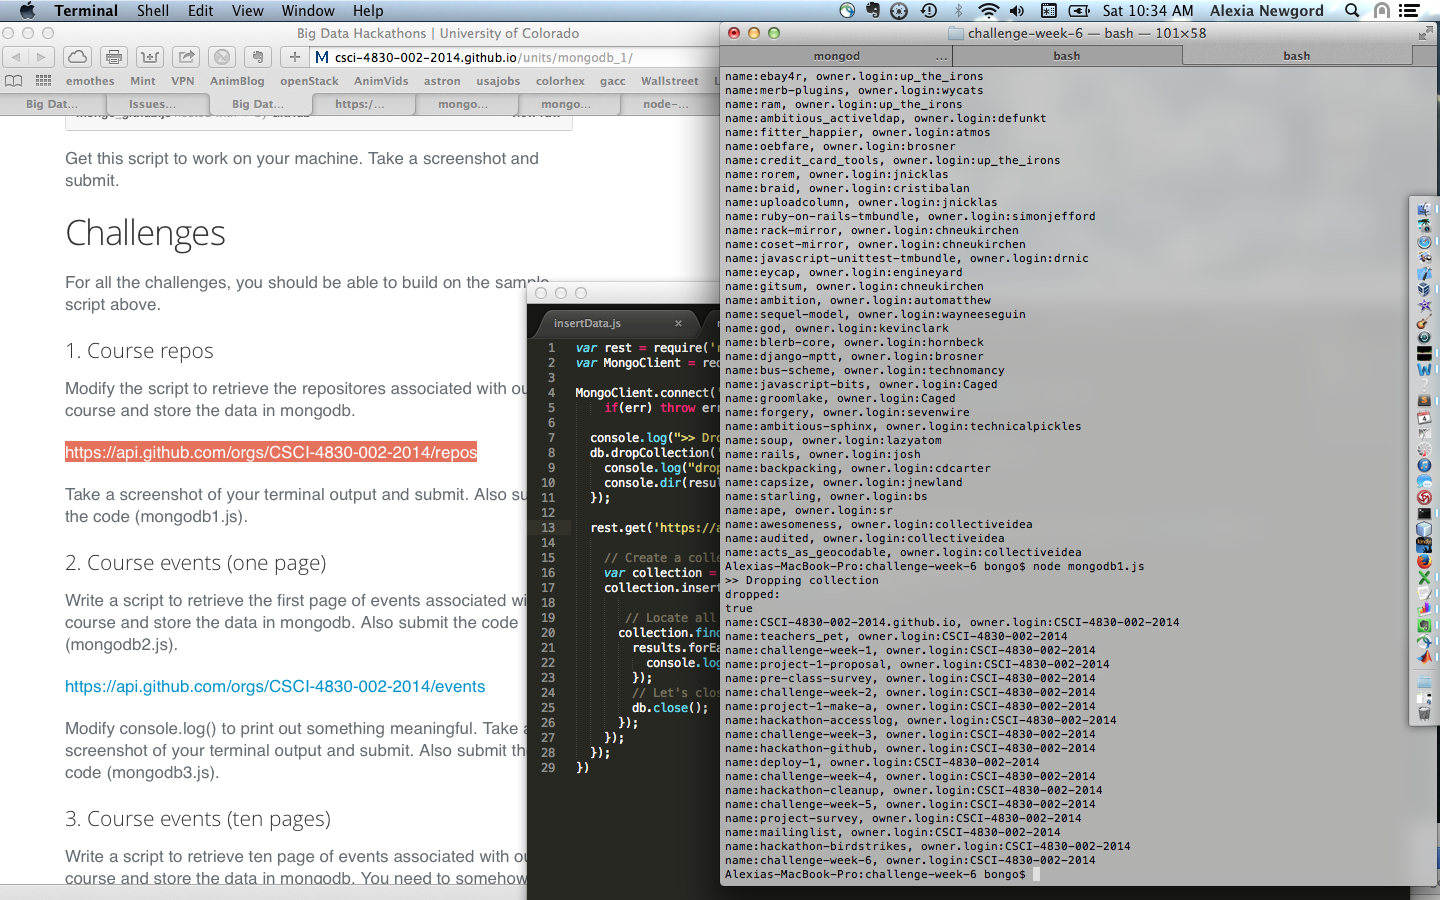 Terminal Shell Edit View Window Help
Sat 10:34 AM Alexia Newgord
Big Data Hackathons | University of Colorado
csci-4830-002-2014.github.io/units/mongodb_1/
emothes Mint VPN AnimBlog openStack AnimVids astron usajobs colorhex gacc Wallstreet
Big Dat... Issues... Big Dat... https:/... mongo... mongo... node-...
Get this script to work on your machine. Take a screenshot and
submit.
Challenges
For all the challenges, you should be able to build on the sample
script above.
1. Course repos
Modify the script to retrieve the repositores associated with ou
course and store the data in mongodb.
https://api.github.com/orgs/CSCI-4830-002-2014/repos
Take a screenshot of your terminal output and submit. Also su
the code (mongodb1.js).
2. Course events (one page)
Write a script to retrieve the first page of events associated wi
course and store the data in mongodb. Also submit the code
(mongodb2.js).
https://api.github.com/orgs/CSCI-4830-002-2014/events
Modify console.log() to print out something meaningful. Take a
screenshot of your terminal output and submit. Also submit th
code (mongodb3.js).
3. Course events (ten pages)
Write a script to retrieve ten page of events associated with ou
course and store the data in mongodb. You need to somehow
insertData.js ×
1 var rest = require('
2 var MongoClient = req
3
4 MongoClient.connect('
5 if(err) throw err
6
7 console.log(">> Dro
8 db.dropCollection('
9 console.log("drop
10 console.dir(resul
11 });
12
13 rest.get('https://a
14
15 // Create a colle
16 var collection =
17 collection.insert
18
19 // Locate all
20 collection.find
21 results.forEa
22 console.log
23 });
24 // Let's clos
25 db.close();
26 });
27 });
28 });
29 })
challenge-week-6 — bash — 101×58
mongod ... bash bash
name:ebay4r, owner.login:up_the_irons
name:merb-plugins, owner.login:wycats
name:ram, owner.login:up_the_irons
name:ambitious_activeldap, owner.login:defunkt
name:fitter_happier, owner.login:atmos
name:oebfare, owner.login:brosner
name:credit_card_tools, owner.login:up_the_irons
name:rorem, owner.login:jnicklas
name:braid, owner.login:cristibalan
name:uploadcolumn, owner.login:jnicklas
name:ruby-on-rails-tmbundle, owner.login:simonjefford
name:rack-mirror, owner.login:chneukirchen
name:coset-mirror, owner.login:chneukirchen
name:javascript-unittest-tmbundle, owner.login:drnic
name:eycap, owner.login:engineyard
name:gitsum, owner.login:chneukirchen
name:ambition, owner.login:automatthew
name:sequel-model, owner.login:wayneeseguin
name:god, owner.login:kevinclark
name:blerb-core, owner.login:hornbeck
name:django-mptt, owner.login:brosner
name:bus-scheme, owner.login:technomancy
name:javascript-bits, owner.login:Caged
name:groomlake, owner.login:Caged
name:forgery, owner.login:sevenwire
name:ambitious-sphinx, owner.login:technicalpickles
name:soup, owner.login:lazyatom
name:rails, owner.login:josh
name:backpacking, owner.login:cdcarter
name:capsize, owner.login:jnewland
name:starling, owner.login:bs
name:ape, owner.login:sr
name:awesomeness, owner.login:collectiveidea
name:audited, owner.login:collectiveidea
name:acts_as_geocodable, owner.login:collectiveidea
Alexias-MacBook-Pro:challenge-week-6 bongo$ node mongodb1.js
>> Dropping collection
dropped:
true
name:CSCI-4830-002-2014.github.io, owner.login:CSCI-4830-002-2014
name:teachers_pet, owner.login:CSCI-4830-002-2014
name:challenge-week-1, owner.login:CSCI-4830-002-2014
name:project-1-proposal, owner.login:CSCI-4830-002-2014
name:pre-class-survey, owner.login:CSCI-4830-002-2014
name:challenge-week-2, owner.login:CSCI-4830-002-2014
name:project-1-make-a, owner.login:CSCI-4830-002-2014
name:hackathon-accesslog, owner.login:CSCI-4830-002-2014
name:challenge-week-3, owner.login:CSCI-4830-002-2014
name:hackathon-github, owner.login:CSCI-4830-002-2014
name:deploy-1, owner.login:CSCI-4830-002-2014
name:challenge-week-4, owner.login:CSCI-4830-002-2014
name:hackathon-cleanup, owner.login:CSCI-4830-002-2014
name:challenge-week-5, owner.login:CSCI-4830-002-2014
name:project-survey, owner.login:CSCI-4830-002-2014
name:mailinglist, owner.login:CSCI-4830-002-2014
name:hackathon-birdstrikes, owner.login:CSCI-4830-002-2014
name:challenge-week-6, owner.login:CSCI-4830-002-2014
Alexias-MacBook-Pro:challenge-week-6 bongo$